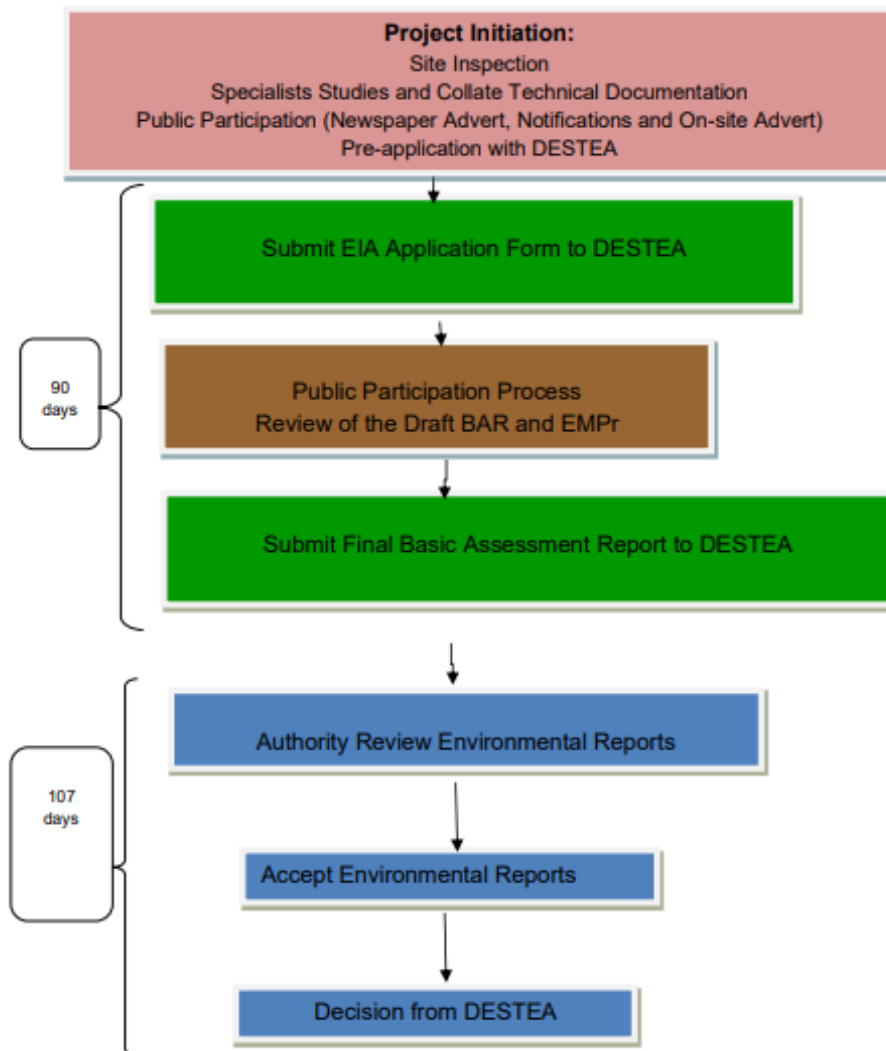 Project Initiation:
Site Inspection
Specialists Studies and Collate Technical Documentation
Public Participation (Newspaper Advert, Notifications and On-site Advert)
Pre-application with DESTEA
Submit EIA Application Form to DESTEA
90
days
Public Participation Process
Review of the Draft BAR and EMPr
Submit Final Basic Assessment Report to DESTEA
Authority Review Environmental Reports
107
days
Accept Environmental Reports
Decision from DESTEA